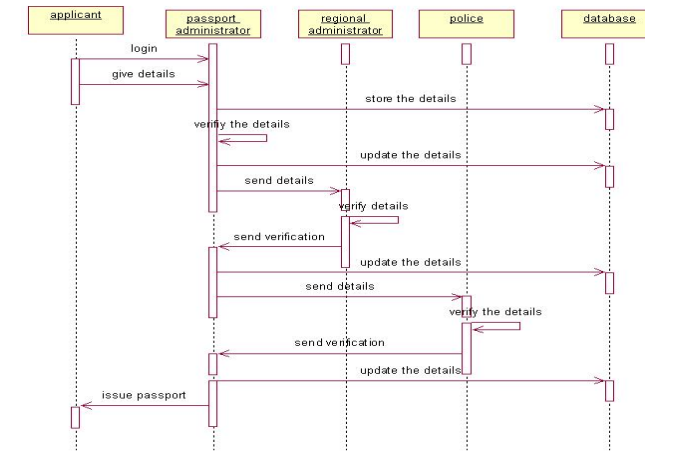 applicant
passport
administrator
regional
administrator
police
database
login
give details
store the details
verifiy the details
update the details
send details
verify details
send verification
update the details
send details
verify the details
send verification
update the details
issue passport